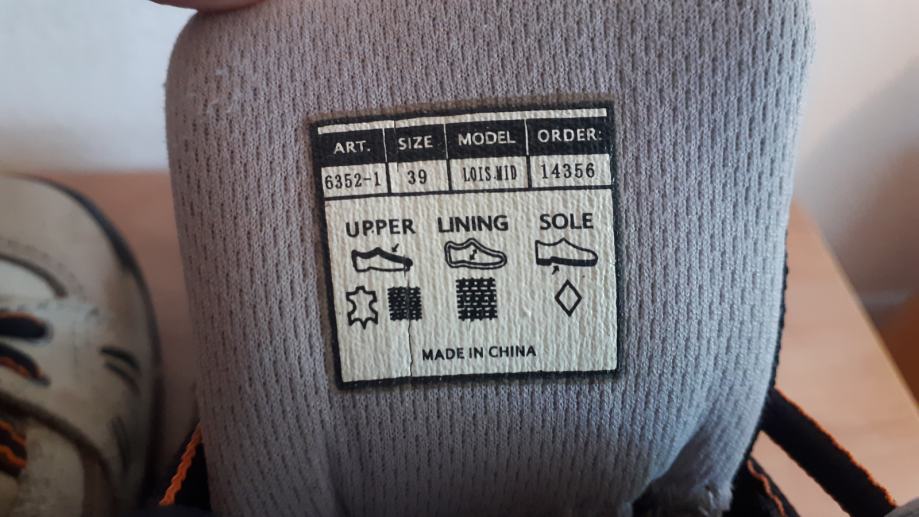 ART. SIZE MODEL ORDER:
6352-1 39 LOIS.MID 14356
UPPER LINING SOLE
MADE IN CHINA